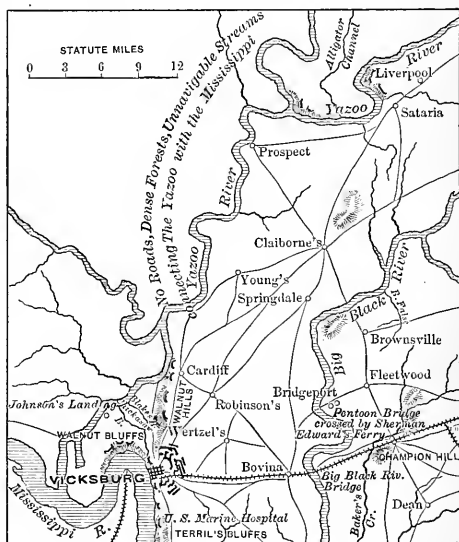 STATUTE MILES
0 3 6 9 12
No Roads, Dense Forests, Unnavigable Streams
Connecting The Yazoo with the Mississippi
Alligator
Channel
River
Liverpool
Yazoo
Sataria
Prospect
River
Yazoo
Claiborne's
Young's
Springdale
Black
River
False
Big
Brownsville
Cardiff
WALNUT
HILLS
Bridgeport
Fleetwood
Robinson's
Johnson's Landing
Pontoon Bridge
crossed by Sherman
Edward's Ferry
WALNUT BLUFFS
CHAMPION HILL
VICKSBURG
Bovina
Big Black Riv.
Bridge
Mississippi
R.
U. S. Marine Hospital
TERRIL'S BLUFFS
Baker's
Cr.
Dean